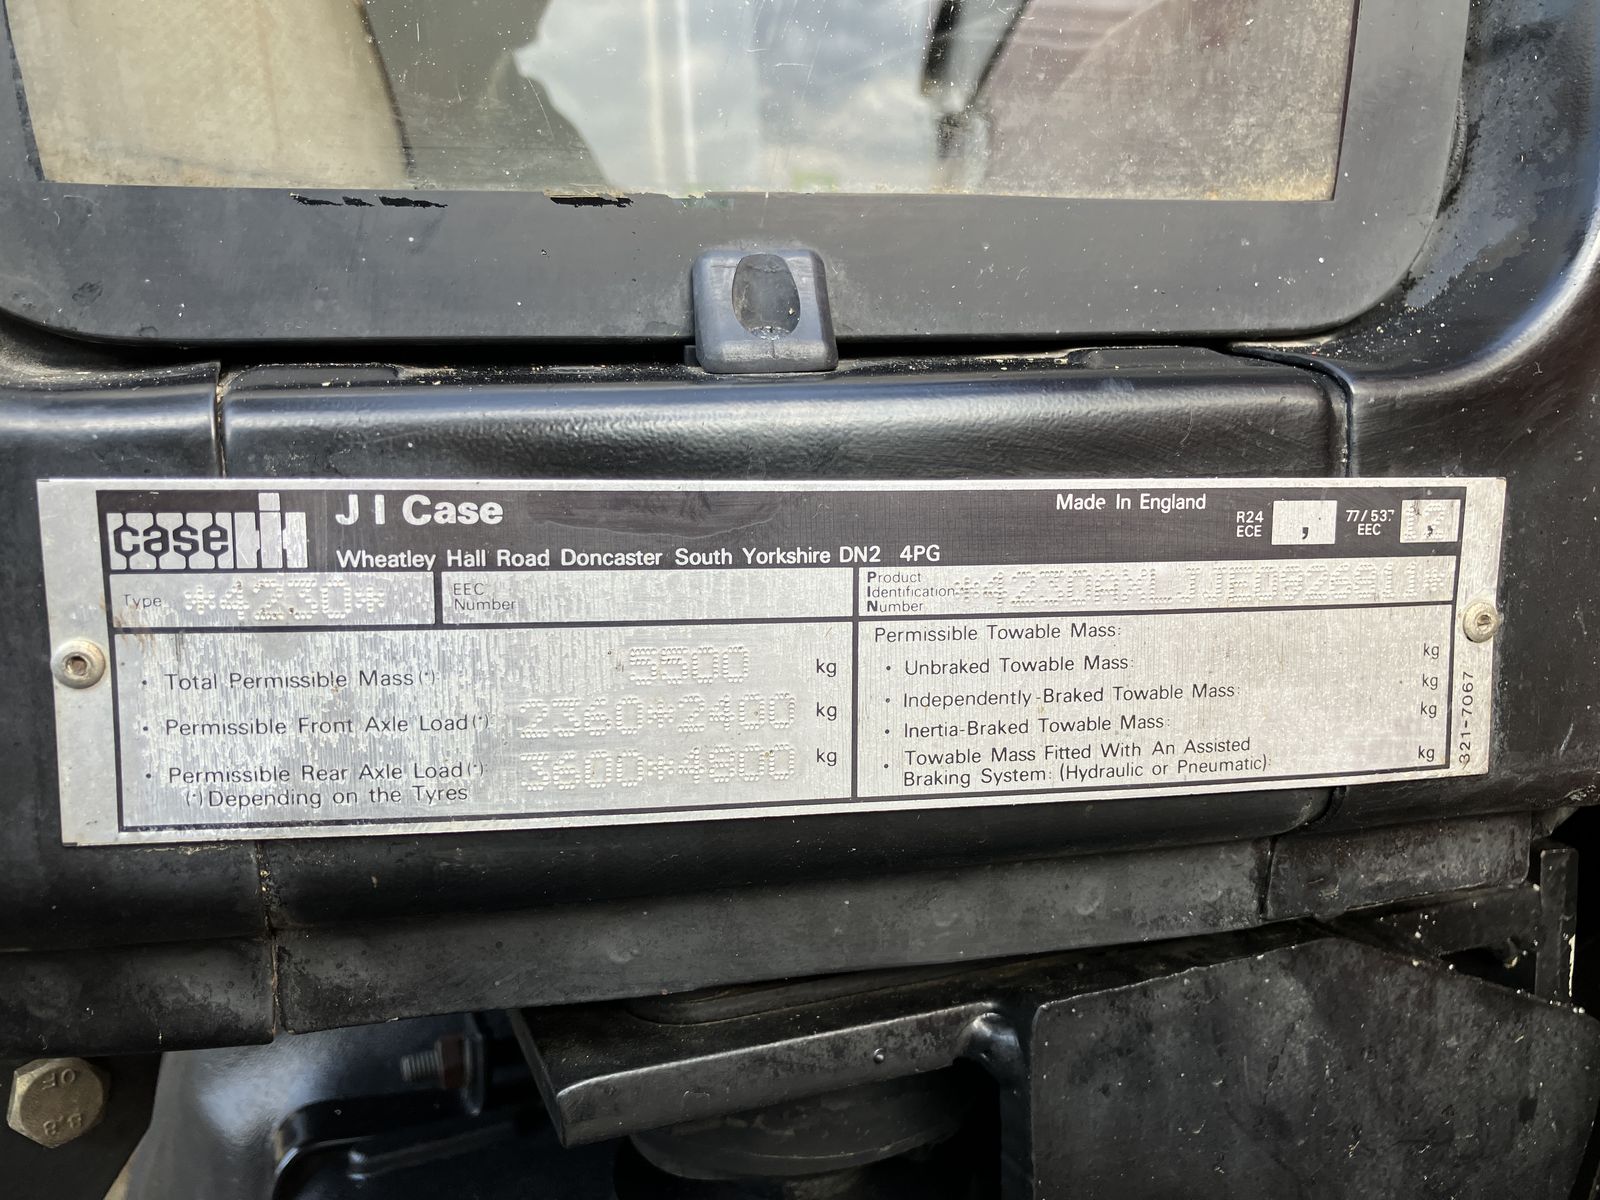 case IH
J I Case
Wheatley Hall Road Doncaster South Yorkshire DN2 4PG
Made In England
R24
ECE
,
77/537
EEC
,
Type *4230*
EEC
Number
Product
Identification
Number
Total Permissible Mass(*): kg
Permissible Front Axle Load(*): 2360*2400 kg
Permissible Rear Axle Load(*): 3600*4800 kg
(*)Depending on the Tyres
Permissible Towable Mass:
• Unbraked Towable Mass: kg
• Independently-Braked Towable Mass: kg
• Inertia-Braked Towable Mass: kg
• Towable Mass Fitted With An Assisted
Braking System: (Hydraulic or Pneumatic): kg
321-7067
8.8